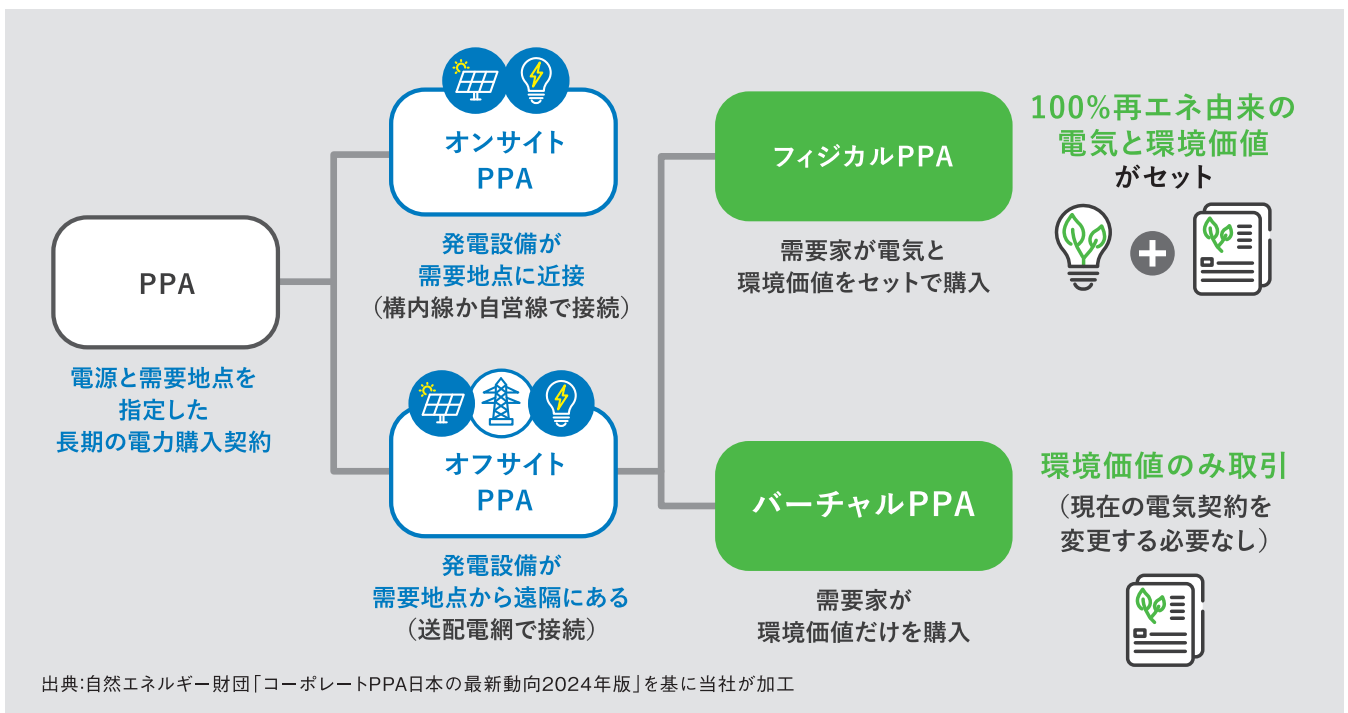 PPA
電源と需要地点を
指定した
長期の電力購入契約
オンサイト
PPA
発電設備が
需要地点に近接
（構内線か自営線で接続）
オフサイト
PPA
発電設備が
需要地点から遠隔にある
（送配電網で接続）
フィジカルPPA
需要家が電気と
環境価値をセットで購入
100%再エネ由来の
電気と環境価値
がセット
バーチャルPPA
需要家が
環境価値だけを購入
環境価値のみ取引
（現在の電気契約を
変更する必要なし）
出典:自然エネルギー財団「コーポレートPPA日本の最新動向2024年版」を基に当社が加工